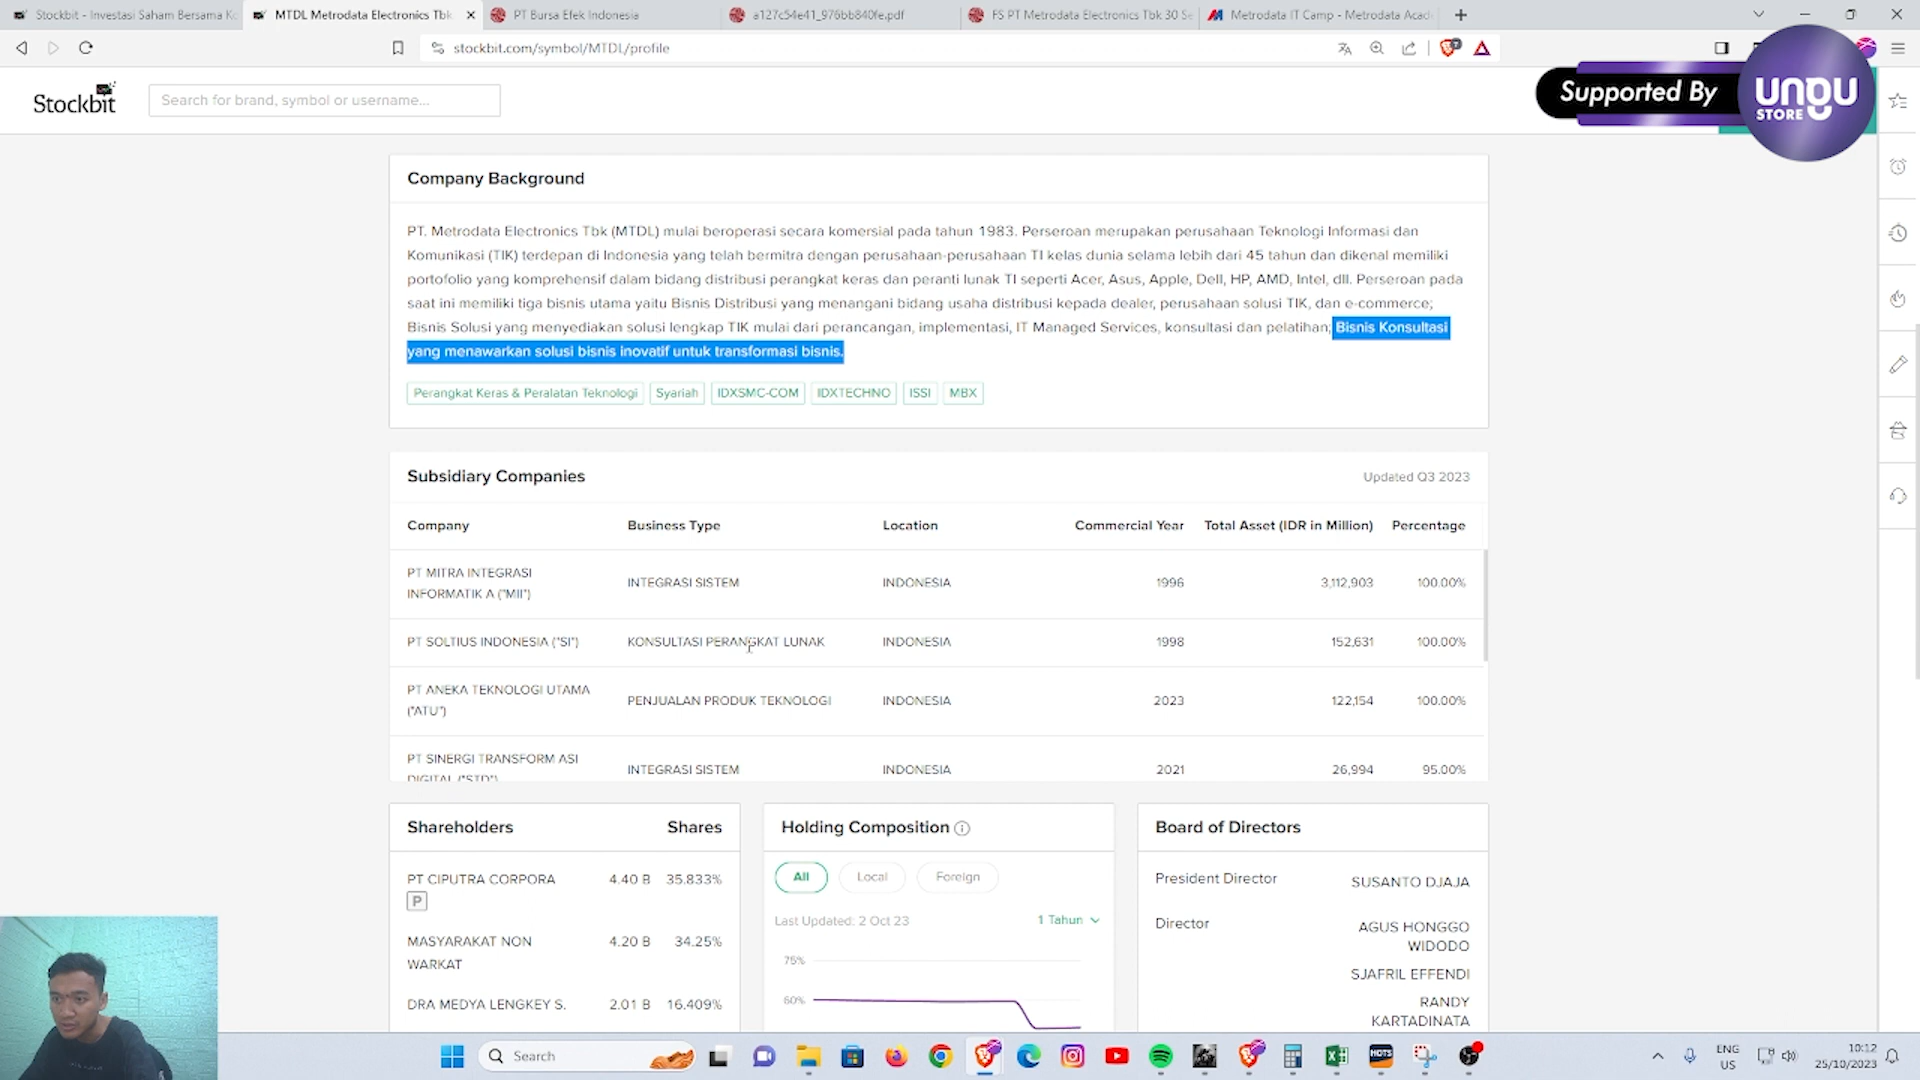 Stockbit - Investasi Saham Bersama Ko
MTDL Metrodata Electronics Tbk
PT Bursa Efek Indonesia
a127c54e41_976bb840fe.pdf
FS PT Metrodata Electronics Tbk 30 Se
Metrodata IT Camp - Metrodata Acad
stockbit.com/symbol/MTDL/profile
Stockbit
Search for brand, symbol or username...
Supported By
UNGU
STORE
Company Background
PT. Metrodata Electronics Tbk (MTDL) mulai beroperasi secara komersial pada tahun 1983. Perseroan merupakan perusahaan Teknologi Informasi dan
Komunikasi (TIK) terdepan di Indonesia yang telah bermitra dengan perusahaan-perusahaan TI kelas dunia selama lebih dari 45 tahun dan dikenal memiliki
portofolio yang komprehensif dalam bidang distribusi perangkat keras dan peranti lunak TI seperti Acer, Asus, Apple, Dell, HP, AMD, Intel, dll. Perseroan pada
saat ini memiliki tiga bisnis utama yaitu Bisnis Distribusi yang menangani bidang usaha distribusi kepada dealer, perusahaan solusi TIK, dan e-commerce;
Bisnis Solusi yang menyediakan solusi lengkap TIK mulai dari perancangan, implementasi, IT Managed Services, konsultasi dan pelatihan; Bisnis Konsultasi
yang menawarkan solusi bisnis inovatif untuk transformasi bisnis.
Perangkat Keras & Peralatan Teknologi Syariah IDXSMC-COM IDXTECHNO ISSI MBX
Subsidiary Companies Updated Q3 2023
Company Business Type Location Commercial Year Total Asset (IDR in Million) Percentage
PT MITRA INTEGRASI
INFORMATIK A ("MII") INTEGRASI SISTEM INDONESIA 1996 3,112,903 100.00%
PT SOLTIUS INDONESIA ("SI") KONSULTASI PERANGKAT LUNAK INDONESIA 1998 152,631 100.00%
PT ANEKA TEKNOLOGI UTAMA
("ATU") PENJUALAN PRODUK TEKNOLOGI INDONESIA 2023 122,154 100.00%
PT SINERGI TRANSFORM ASI
DIGITAL ("STD") INTEGRASI SISTEM INDONESIA 2021 26,994 95.00%
Shareholders Shares
PT CIPUTRA CORPORA 4.40 B 35.833%
P
MASYARAKAT NON
WARKAT 4.20 B 34.25%
DRA MEDYA LENGKEY S. 2.01 B 16.409%
Holding Composition
All Local Foreign
Last Updated: 2 Oct 23 1 Tahun
75%
60%
Board of Directors
President Director SUSANTO DJAJA
Director AGUS HONGGO
WIDODO
SJAFRIL EFFENDI
RANDY
KARTADINATA
Search
HOTS
ENG
US
10:12
25/10/2023